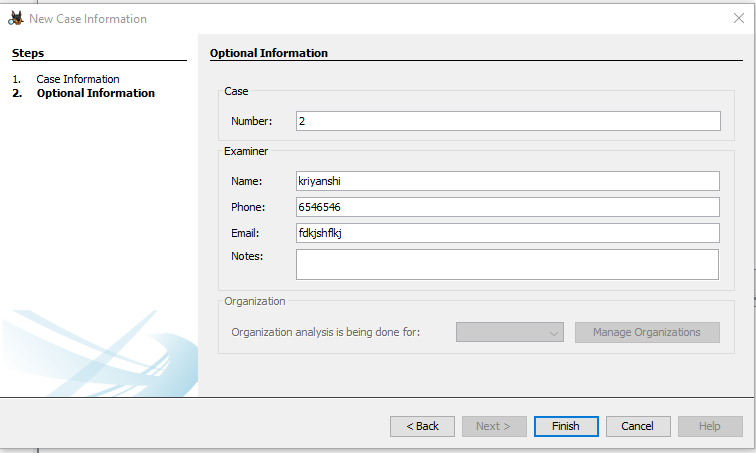 New Case Information
Steps
1. Case Information
2. Optional Information
Optional Information
Case
Number: 2
Examiner
Name: kriyanshi
Phone: 6546546
Email: fdkjshflkj
Notes:
Organization
Organization analysis is being done for: Manage Organizations
< Back Next > Finish Cancel Help